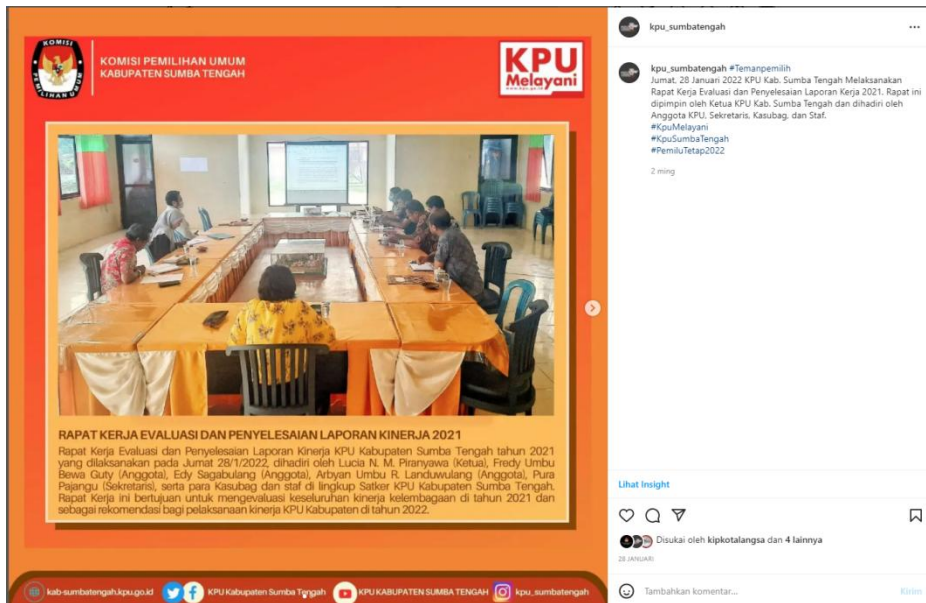 KOMISI
PEMILIHAN UMUM
KOMISI PEMILIHAN UMUM
KABUPATEN SUMBA TENGAH
KPU
Melayani
www.kpu.go.id
RAPAT KERJA EVALUASI DAN PENYELESAIAN LAPORAN KINERJA 2021
Rapat Kerja Evaluasi dan Penyelesaian Laporan Kinerja KPU Kabupaten Sumba Tengah tahun 2021
yang dilaksanakan pada Jumat 28/1/2022, dihadiri oleh Lucia N. M. Piranyawa (Ketua), Fredy Umbu
Bewa Guty (Anggota), Edy Sagabulang (Anggota), Arbyan Umbu R. Landuwulang (Anggota), Pura
Pajangu (Sekretaris), serta para Kasubag dan staf di lingkup Satker KPU Kabupaten Sumba Tengah.
Rapat Kerja ini bertujuan untuk mengevaluasi keseluruhan kinerja kelembagaan di tahun 2021 dan
sebagai rekomendasi bagi pelaksanaan kinerja KPU Kabupaten di tahun 2022.
kab-sumbatengah.kpu.go.id
KPU Kabupaten Sumba Tengah
KPU KABUPATEN SUMBA TENGAH
kpu_sumbatengah
kpu_sumbatengah
kpu_sumbatengah #Temanpemilih
Jumat, 28 Januari 2022 KPU Kab. Sumba Tengah Melaksanakan
Rapat Kerja Evaluasi dan Penyelesaian Laporan Kerja 2021. Rapat ini
dipimpin oleh Ketua KPU Kab. Sumba Tengah dan dihadiri oleh
Anggota KPU, Sekretaris, Kasubag, dan Staf.
#KpuMelayani
#KpuSumbaTengah
#PemiluTetap2022
2 ming
Lihat Insight
Disukai oleh kipkotalangsa dan 4 lainnya
28 JANUARI
Tambahkan komentar...
Kirim